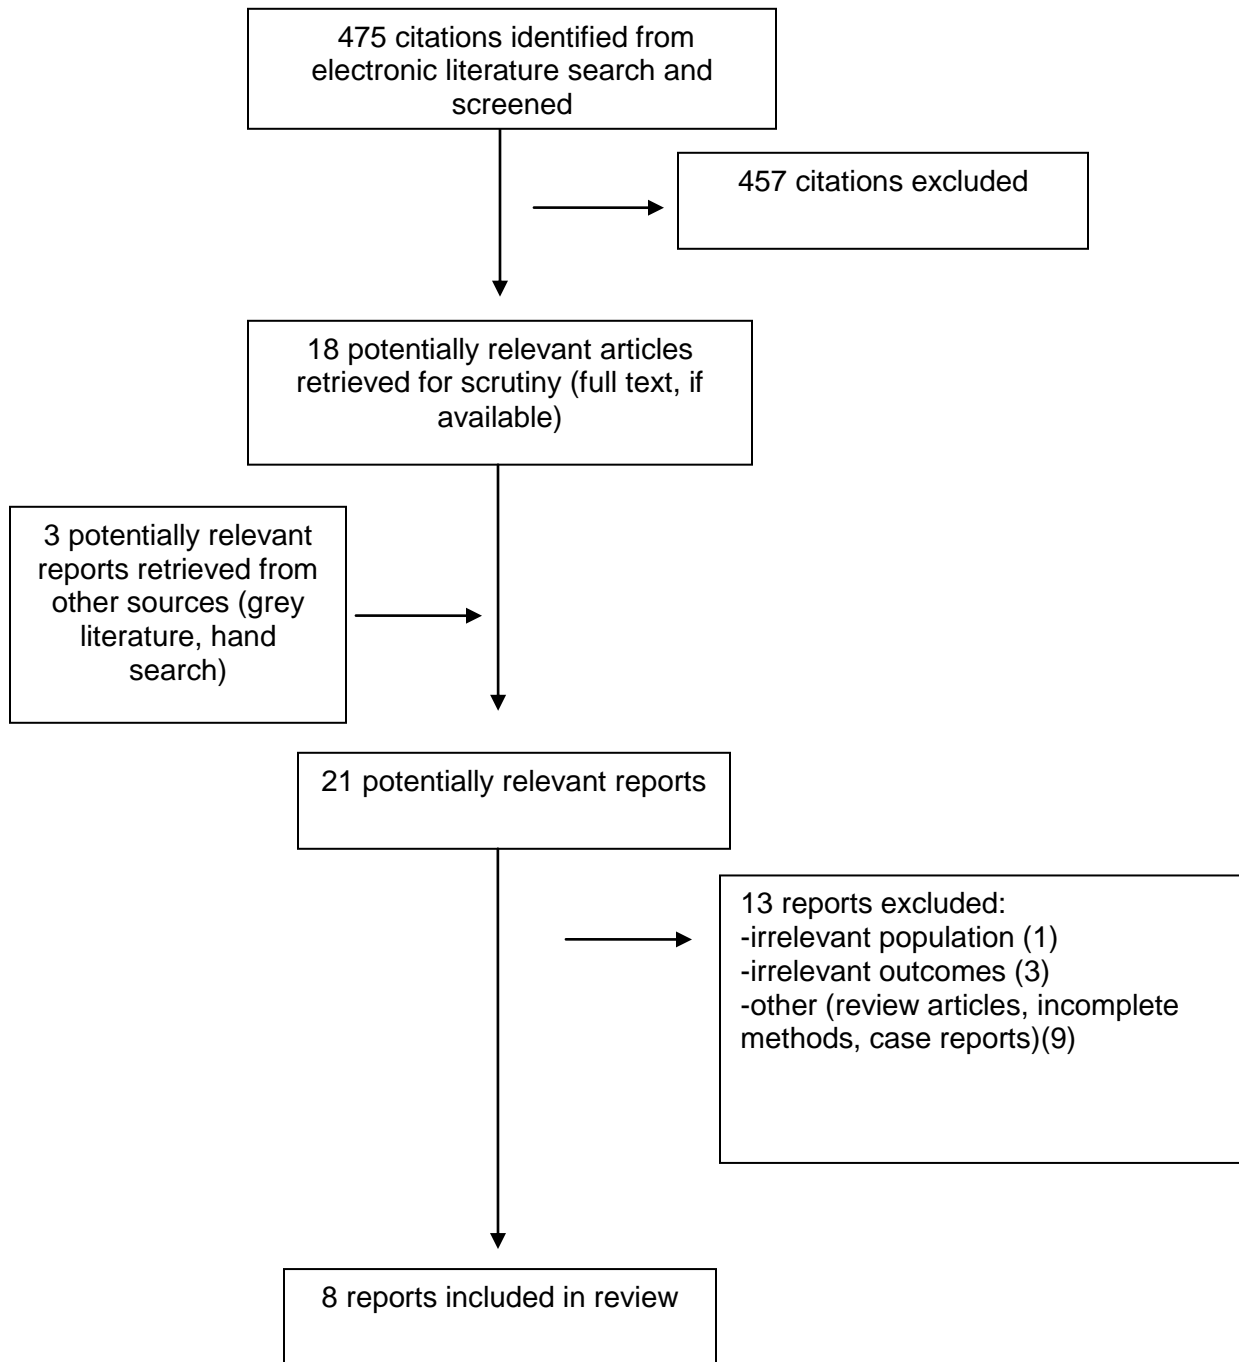 475 citations identified from
electronic literature search and
screened
457 citations excluded
18 potentially relevant articles
retrieved for scrutiny (full text, if
available)
3 potentially relevant
reports retrieved from
other sources (grey
literature, hand
search)
21 potentially relevant reports
13 reports excluded:
-irrelevant population (1)
-irrelevant outcomes (3)
-other (review articles, incomplete
methods, case reports)(9)
8 reports included in review